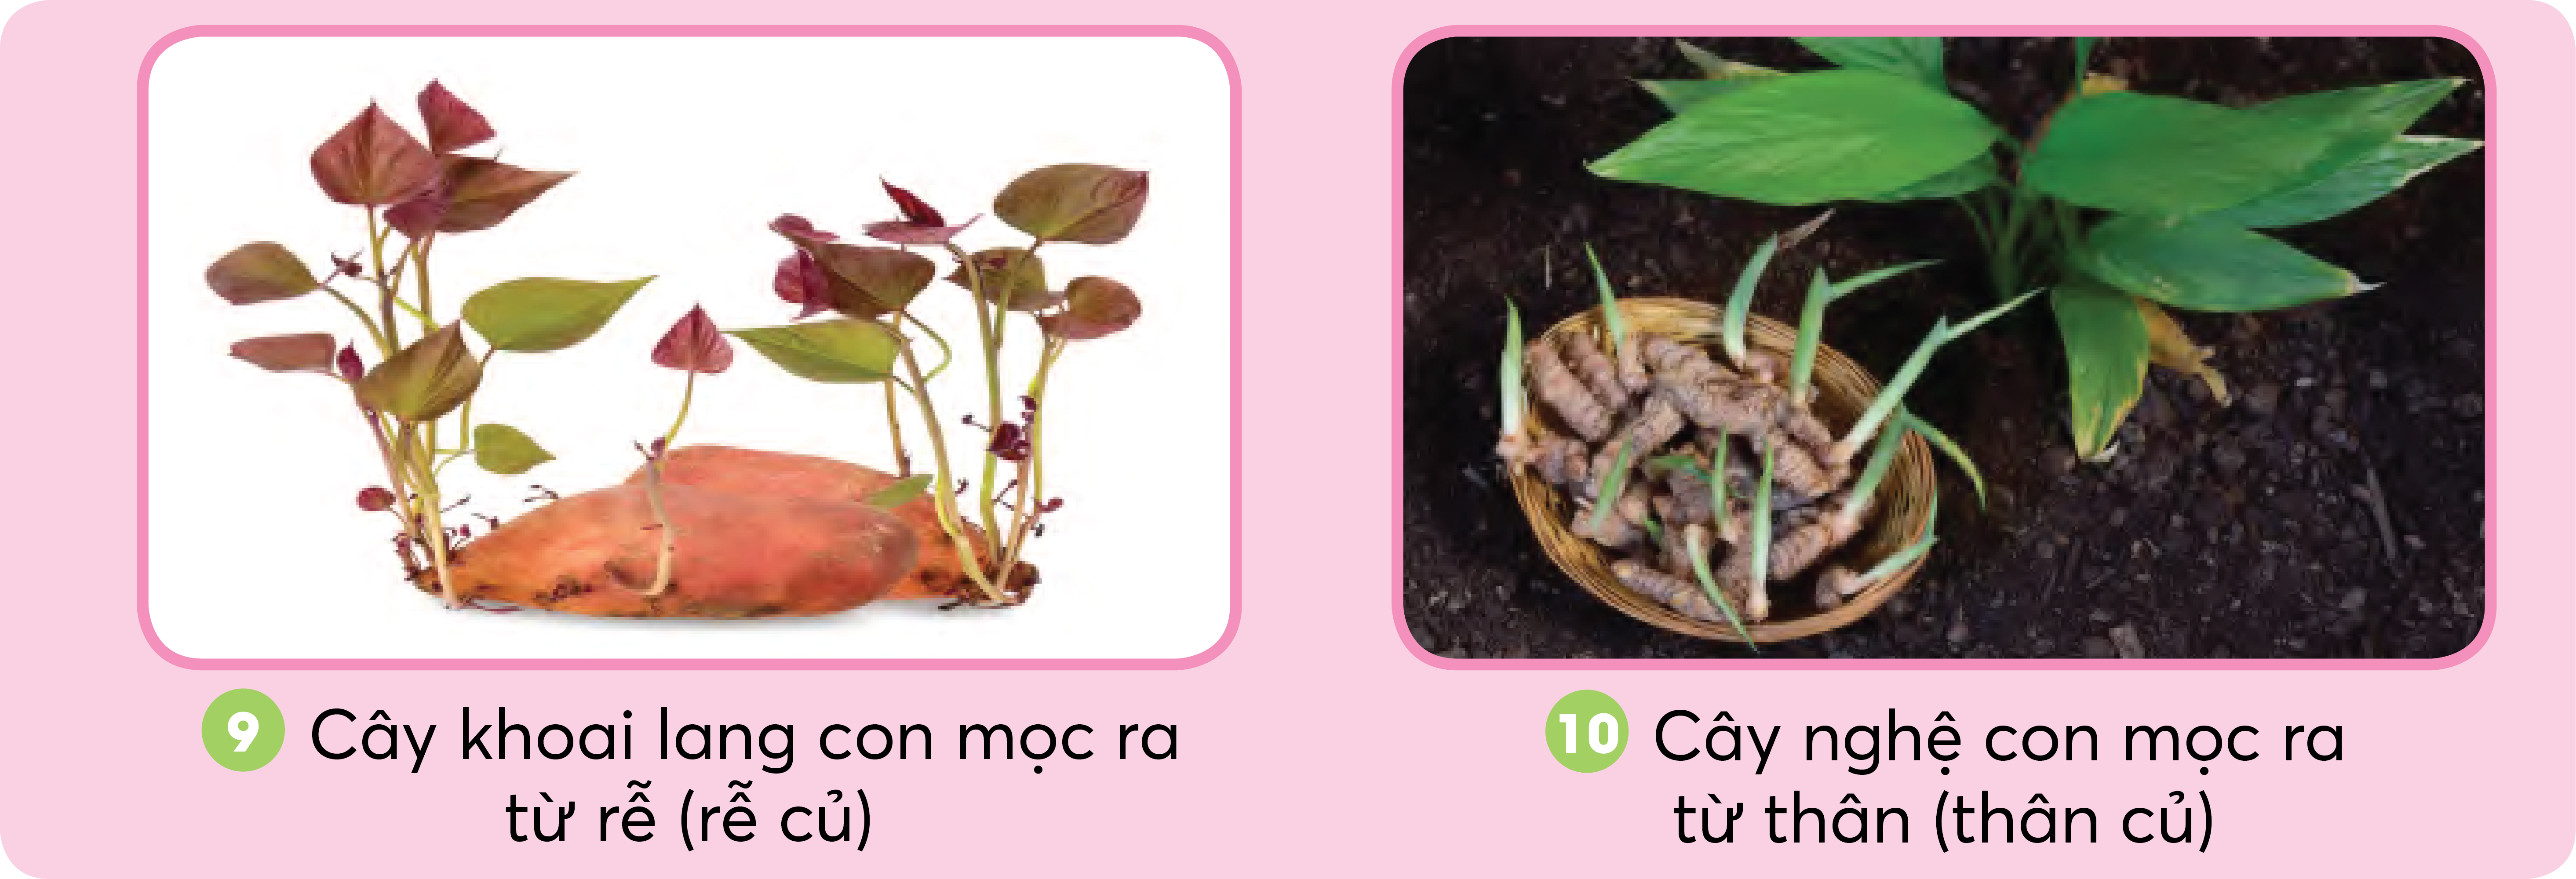 9 Cây khoai lang con mọc ra
từ rễ (rễ củ)
10 Cây nghệ con mọc ra
từ thân (thân củ)